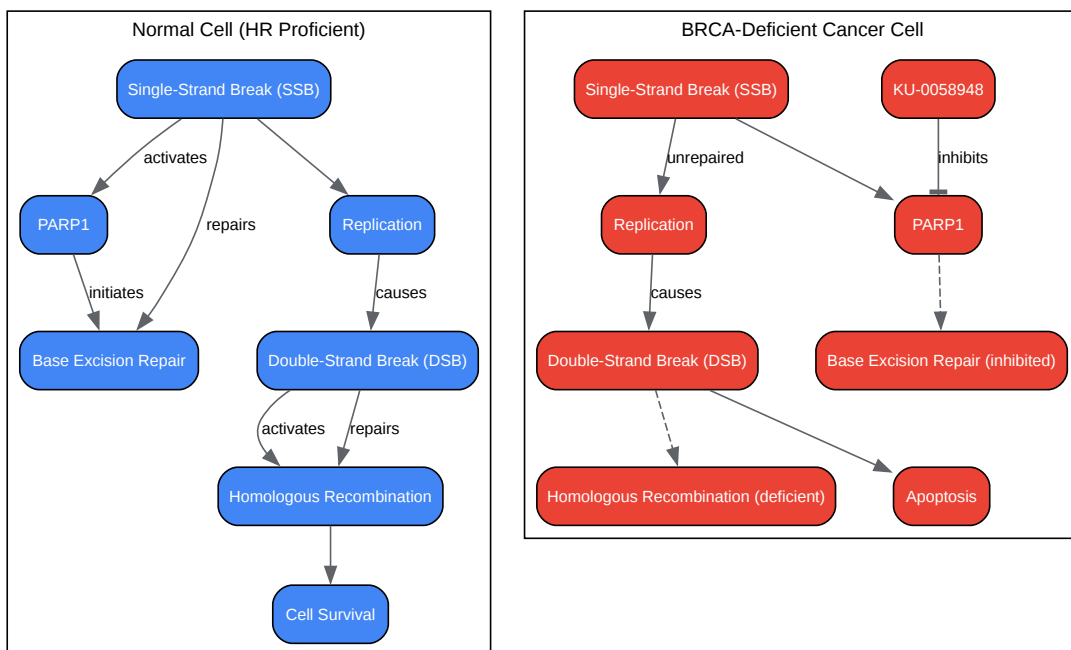 Normal Cell (HR Proficient)
Single-Strand Break (SSB)
activates
PARP1
repairs
Replication
initiates
causes
Base Excision Repair
Double-Strand Break (DSB)
activates
repairs
Homologous Recombination
Cell Survival
BRCA-Deficient Cancer Cell
Single-Strand Break (SSB)
KU-0058948
unrepaired
inhibits
Replication
PARP1
causes
Double-Strand Break (DSB)
Base Excision Repair (inhibited)
Homologous Recombination (deficient)
Apoptosis